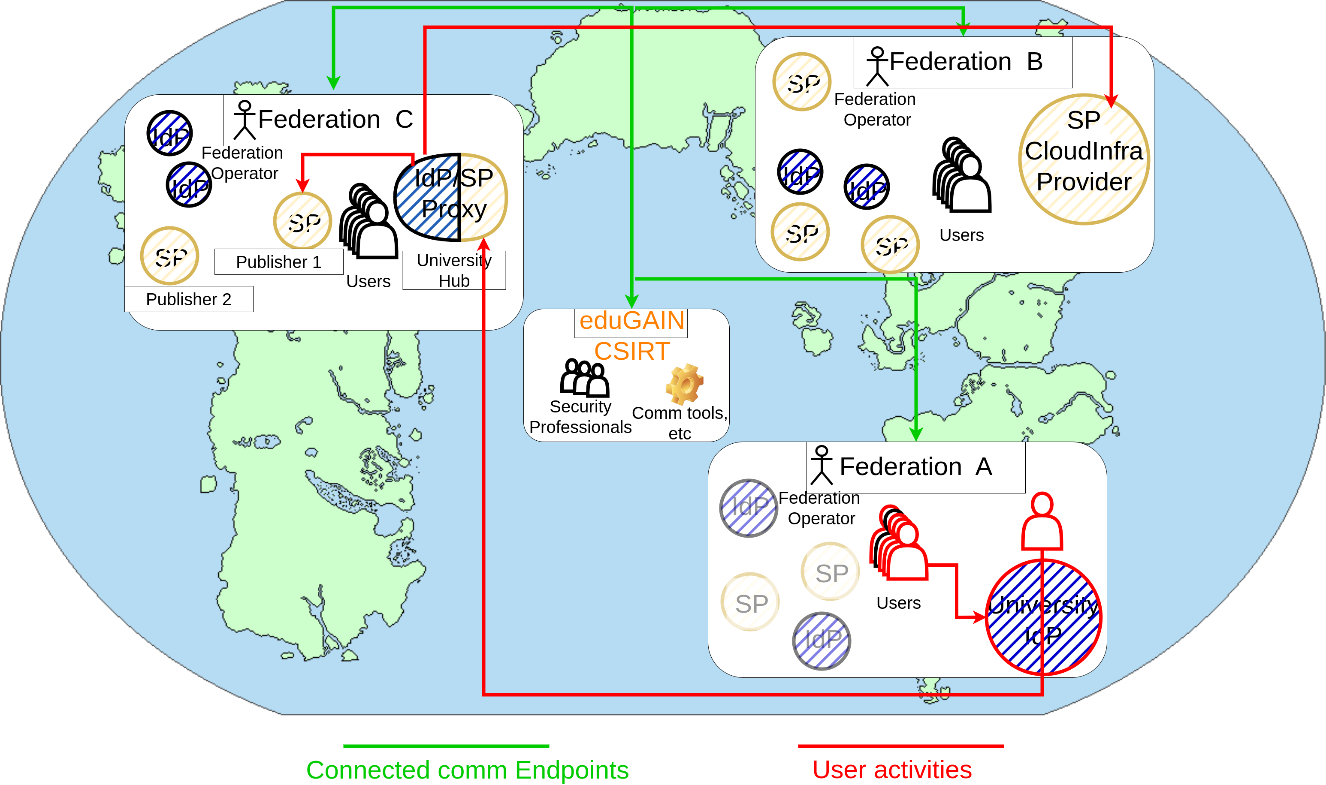 Federation C
IdP
IdP
Federation
Operator
IdP/SP
Proxy
SP
SP
Publisher 1
Publisher 2
Users
University
Hub
Federation B
SP
Federation
Operator
IdP
IdP
SP
SP
Users
SP
CloudInfra
Provider
eduGAIN
CSIRT
Security
Professionals
Comm tools,
etc
Federation A
IdP
Federation
Operator
SP
SP
IdP
Users
University
IdP
Connected comm Endpoints
User activities